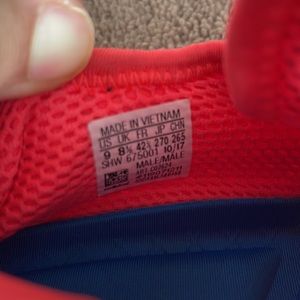 MADE IN VIETNAM
US UK FR JP CHN
9 8½ 42⅔ 270 265
SHW 675001 10/17
MALE/MÂLE